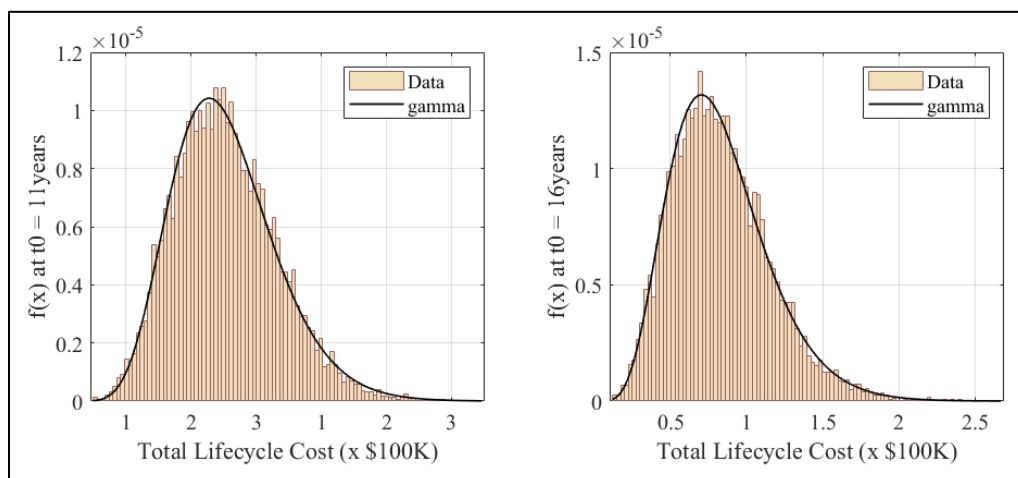 ×10-5
1.2
1
0.8
0.6
0.4
0.2
0
f(x) at t0 = 11years
Data
gamma
1 2 3 1 2 3
Total Lifecycle Cost (x $100K)
×10-5
1.5
1
0.5
0
f(x) at t0 = 16years
Data
gamma
0.5 1 1.5 2 2.5
Total Lifecycle Cost (x $100K)